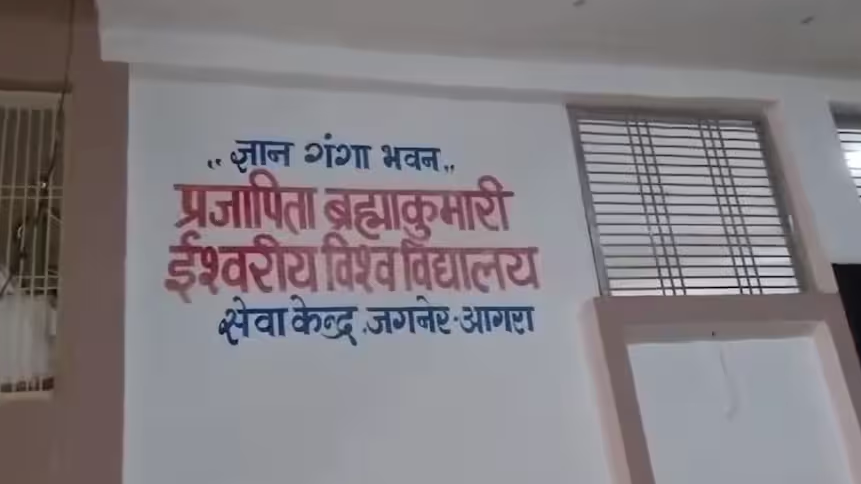 ,, ज्ञान गंगा भवन ,,
प्रजापिता ब्रह्माकुमारी
ईश्वरीय विश्व विद्यालय
सेवा केन्द्र .जगनेर-आगरा